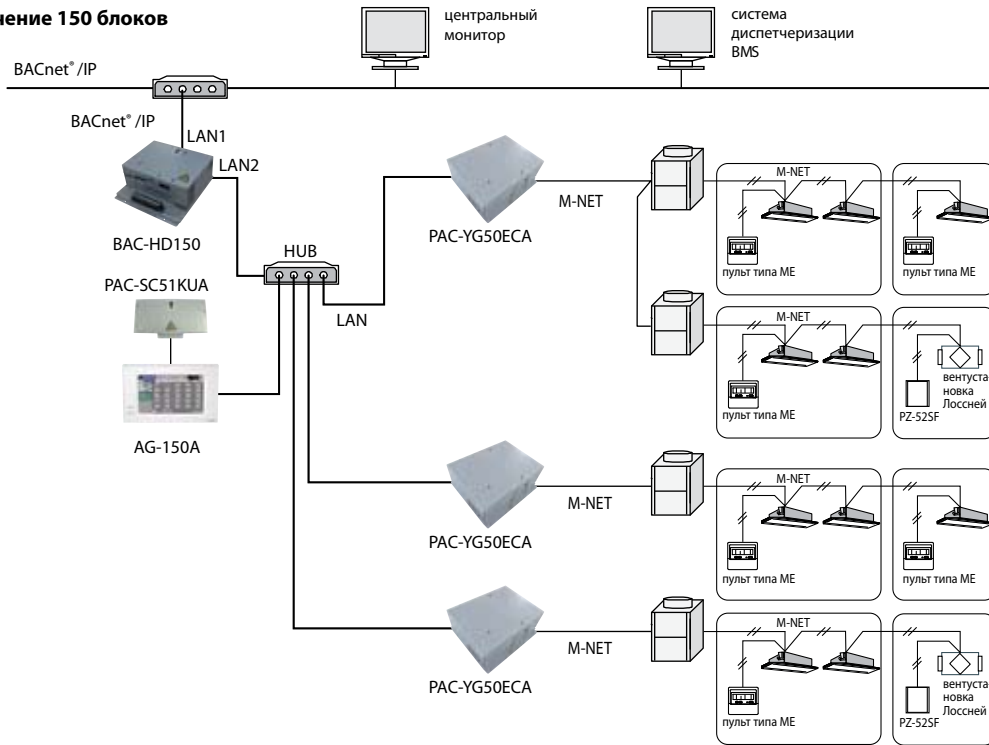 чение 150 блоков
центральный
монитор
система
диспетчеризации
BMS
BACnet® /IP
BACnet® /IP
LAN1
LAN2
BAC-HD150
HUB
PAC-SC51KUA
AG-150A
LAN
PAC-YG50ECA
M-NET
M-NET
пульт типа ME
пульт типа ME
M-NET
пульт типа ME
PZ-52SF
вентуста-
новка
Лоссней
PAC-YG50ECA
M-NET
M-NET
пульт типа ME
пульт типа ME
PAC-YG50ECA
M-NET
M-NET
пульт типа ME
PZ-52SF
вентуста-
новка
Лоссней